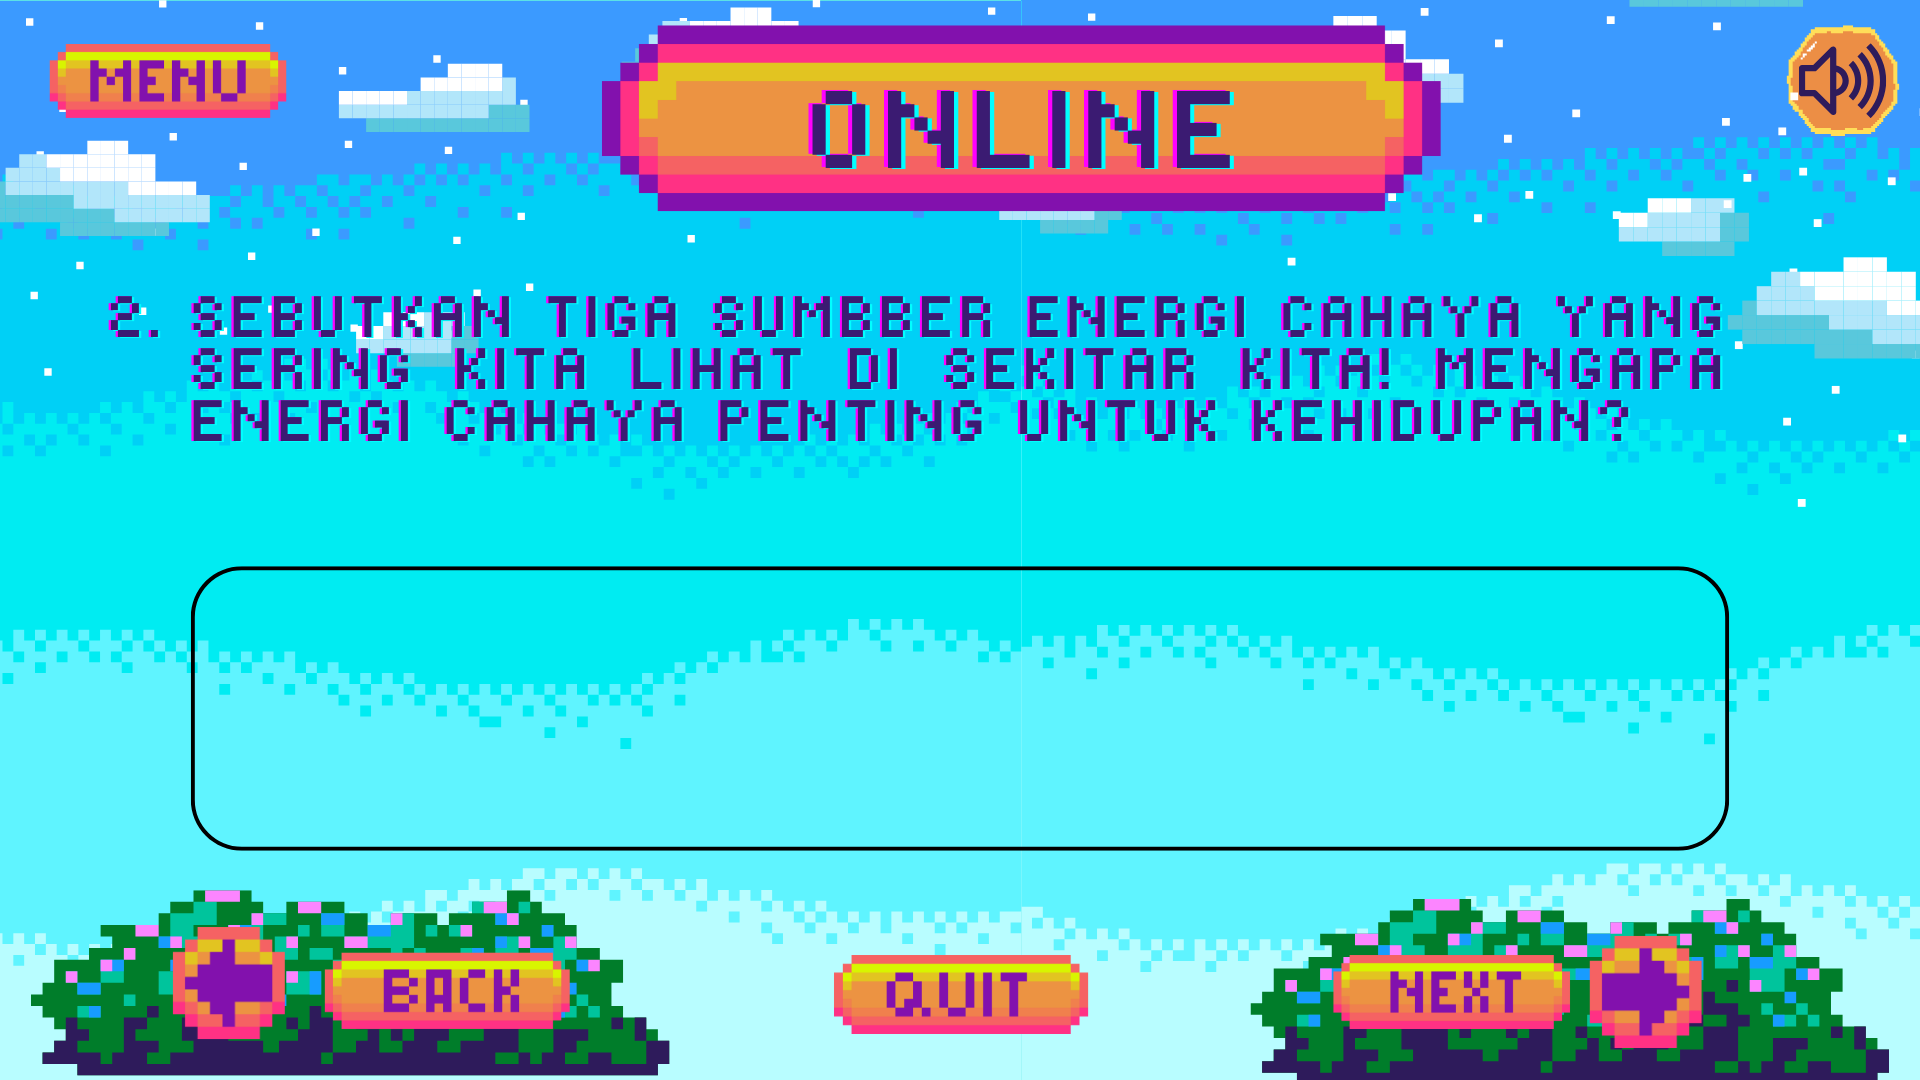 MENU
ONLINE
2. SEBUTKAN TIGA SUMBBER ENERGI CAHAYA YANG
SERING KITA LIHAT DI SEKITAR KITA! MENGAPA
ENERGI CAHAYA PENTING UNTUK KEHIDUPAN?
BACK
QUIT
NEXT